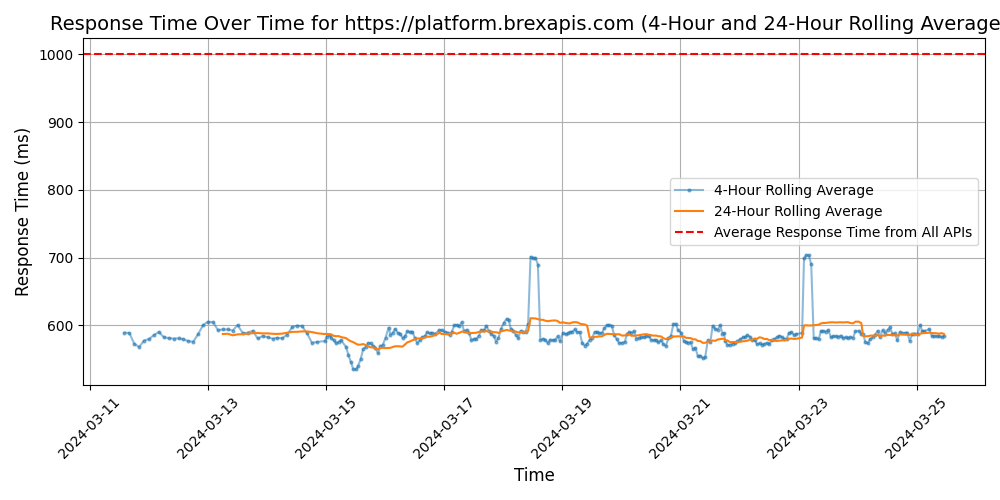 Response Time Over Time for https://platform.brexapis.com (4-Hour and 24-Hour Rolling Average
Response Time (ms)
1000
900
800
700
600
4-Hour Rolling Average
24-Hour Rolling Average
Average Response Time from All APIs
2024-03-11
2024-03-13
2024-03-15
2024-03-17
2024-03-19
2024-03-21
2024-03-23
2024-03-25
Time